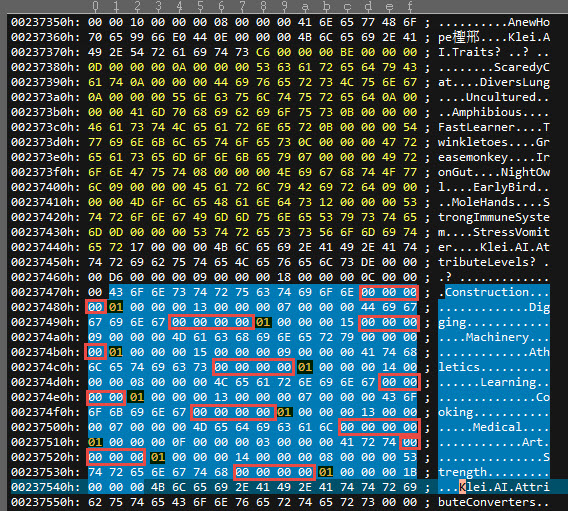 0 1 2 3 4 5 6 7 8 9 a b c d e f
00237350h: 00 00 10 00 00 00 08 00 00 00 41 6E 65 77 48 6F ; ..........AnewHo
00237360h: 70 65 99 E6 E0 44 0E 00 00 00 4B 6C 65 69 2E 41 ; pe....Klei.A
00237370h: 49 2E 54 72 61 69 74 73 C6 00 00 00 BE 00 00 00 ; I.Traits? ..? ..
00237380h: 0D 00 00 00 0A 00 00 00 53 63 61 72 65 64 79 43 ; ........ScaredyC
00237390h: 61 74 0A 00 00 00 44 69 76 65 72 73 4C 75 6E 67 ; at....DiversLung
002373a0h: 0A 00 00 00 55 6E 63 75 6C 74 75 72 65 64 0A 00 ; ....Uncultured..
002373b0h: 00 00 41 6D 70 68 69 62 69 6F 75 73 0B 00 00 00 ; ..Amphibious....
002373c0h: 46 61 73 74 4C 65 61 72 6E 65 72 0B 00 00 00 54 ; FastLearner....T
002373d0h: 77 69 6E 6B 6C 65 74 6F 65 73 0C 00 00 00 47 72 ; winkletoes....Gr
002373e0h: 65 61 73 65 6D 6F 6E 6B 65 79 07 00 00 00 49 72 ; easemonkey....Ir
002373f0h: 6F 6E 47 75 74 08 00 00 00 4E 69 67 68 74 4F 77 ; onGut....NightOw
00237400h: 6C 09 00 00 00 45 61 72 6C 79 42 69 72 64 09 00 ; l....EarlyBird..
00237410h: 00 00 4D 6F 6C 65 48 61 6E 64 73 12 00 00 00 53 ; ..MoleHands....S
00237420h: 74 72 6F 6E 67 49 6D 6D 75 6E 65 53 79 73 74 65 ; trongImmuneSyste
00237430h: 6D 0C 00 00 00 53 74 72 65 73 73 56 6F 6D 69 74 ; m....StressVomit
00237440h: 65 72 17 00 00 00 4B 6C 65 69 2E 41 49 2E 41 74 ; er....Klei.AI.At
00237450h: 74 72 69 62 75 74 65 4C 65 76 65 6C 73 DE 00 00 ; tributeLevels? .
00237460h: 00 D6 00 00 00 09 00 00 00 18 00 00 00 0C 00 00 ; .? .............
00237470h: 00 43 6F 6E 73 74 72 75 63 74 69 6F 6E 00 00 00 ; .Construction...
00237480h: 00 01 00 00 00 13 00 00 00 07 00 00 00 44 69 67 ; .............Dig
00237490h: 67 69 6E 67 00 00 00 00 01 00 00 00 15 00 00 00 ; ging............
002374a0h: 09 00 00 00 4D 61 63 68 69 6E 65 72 79 00 00 00 ; ....Machinery...
002374b0h: 00 01 00 00 00 15 00 00 00 09 00 00 00 41 74 68 ; .............Ath
002374c0h: 6C 65 74 69 63 73 00 00 00 00 01 00 00 00 14 00 ; letics..........
002374d0h: 00 00 08 00 00 00 4C 65 61 72 6E 69 6E 67 00 00 ; ......Learning..
002374e0h: 00 00 01 00 00 00 13 00 00 00 07 00 00 00 43 6F ; ..............Co
002374f0h: 6F 6B 69 6E 67 00 00 00 00 01 00 00 00 13 00 00 ; oking...........
00237500h: 00 07 00 00 00 4D 65 64 69 63 61 6C 00 00 00 00 ; .....Medical....
00237510h: 01 00 00 00 0F 00 00 00 03 00 00 00 41 72 74 00 ; ............Art.
00237520h: 00 00 00 01 00 00 00 14 00 00 00 08 00 00 00 53 ; ...............S
00237530h: 74 72 65 6E 67 74 68 00 00 00 00 01 00 00 00 1B ; trength.........
00237540h: 00 00 00 4B 6C 65 69 2E 41 49 2E 41 74 74 72 69 ; ...Klei.AI.Attri
00237550h: 62 75 74 65 43 6F 6E 76 65 72 74 65 72 73 00 00 ; buteConverters..